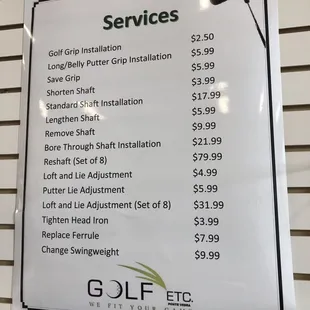 Services
Golf Grip Installation $2.50
Long/Belly Putter Grip Installation $5.99
Save Grip $5.99
Shorten Shaft $3.99
Standard Shaft Installation $17.99
Lengthen Shaft $5.99
Remove Shaft $9.99
Bore Through Shaft Installation $21.99
Reshaft (Set of 8) $79.99
Loft and Lie Adjustment $4.99
Putter Lie Adjustment $5.99
Loft and Lie Adjustment (Set of 8) $31.99
Tighten Head Iron $3.99
Replace Ferrule $7.99
Change Swingweight $9.99
GOLF ETC.
WE FIT YOUR GAME